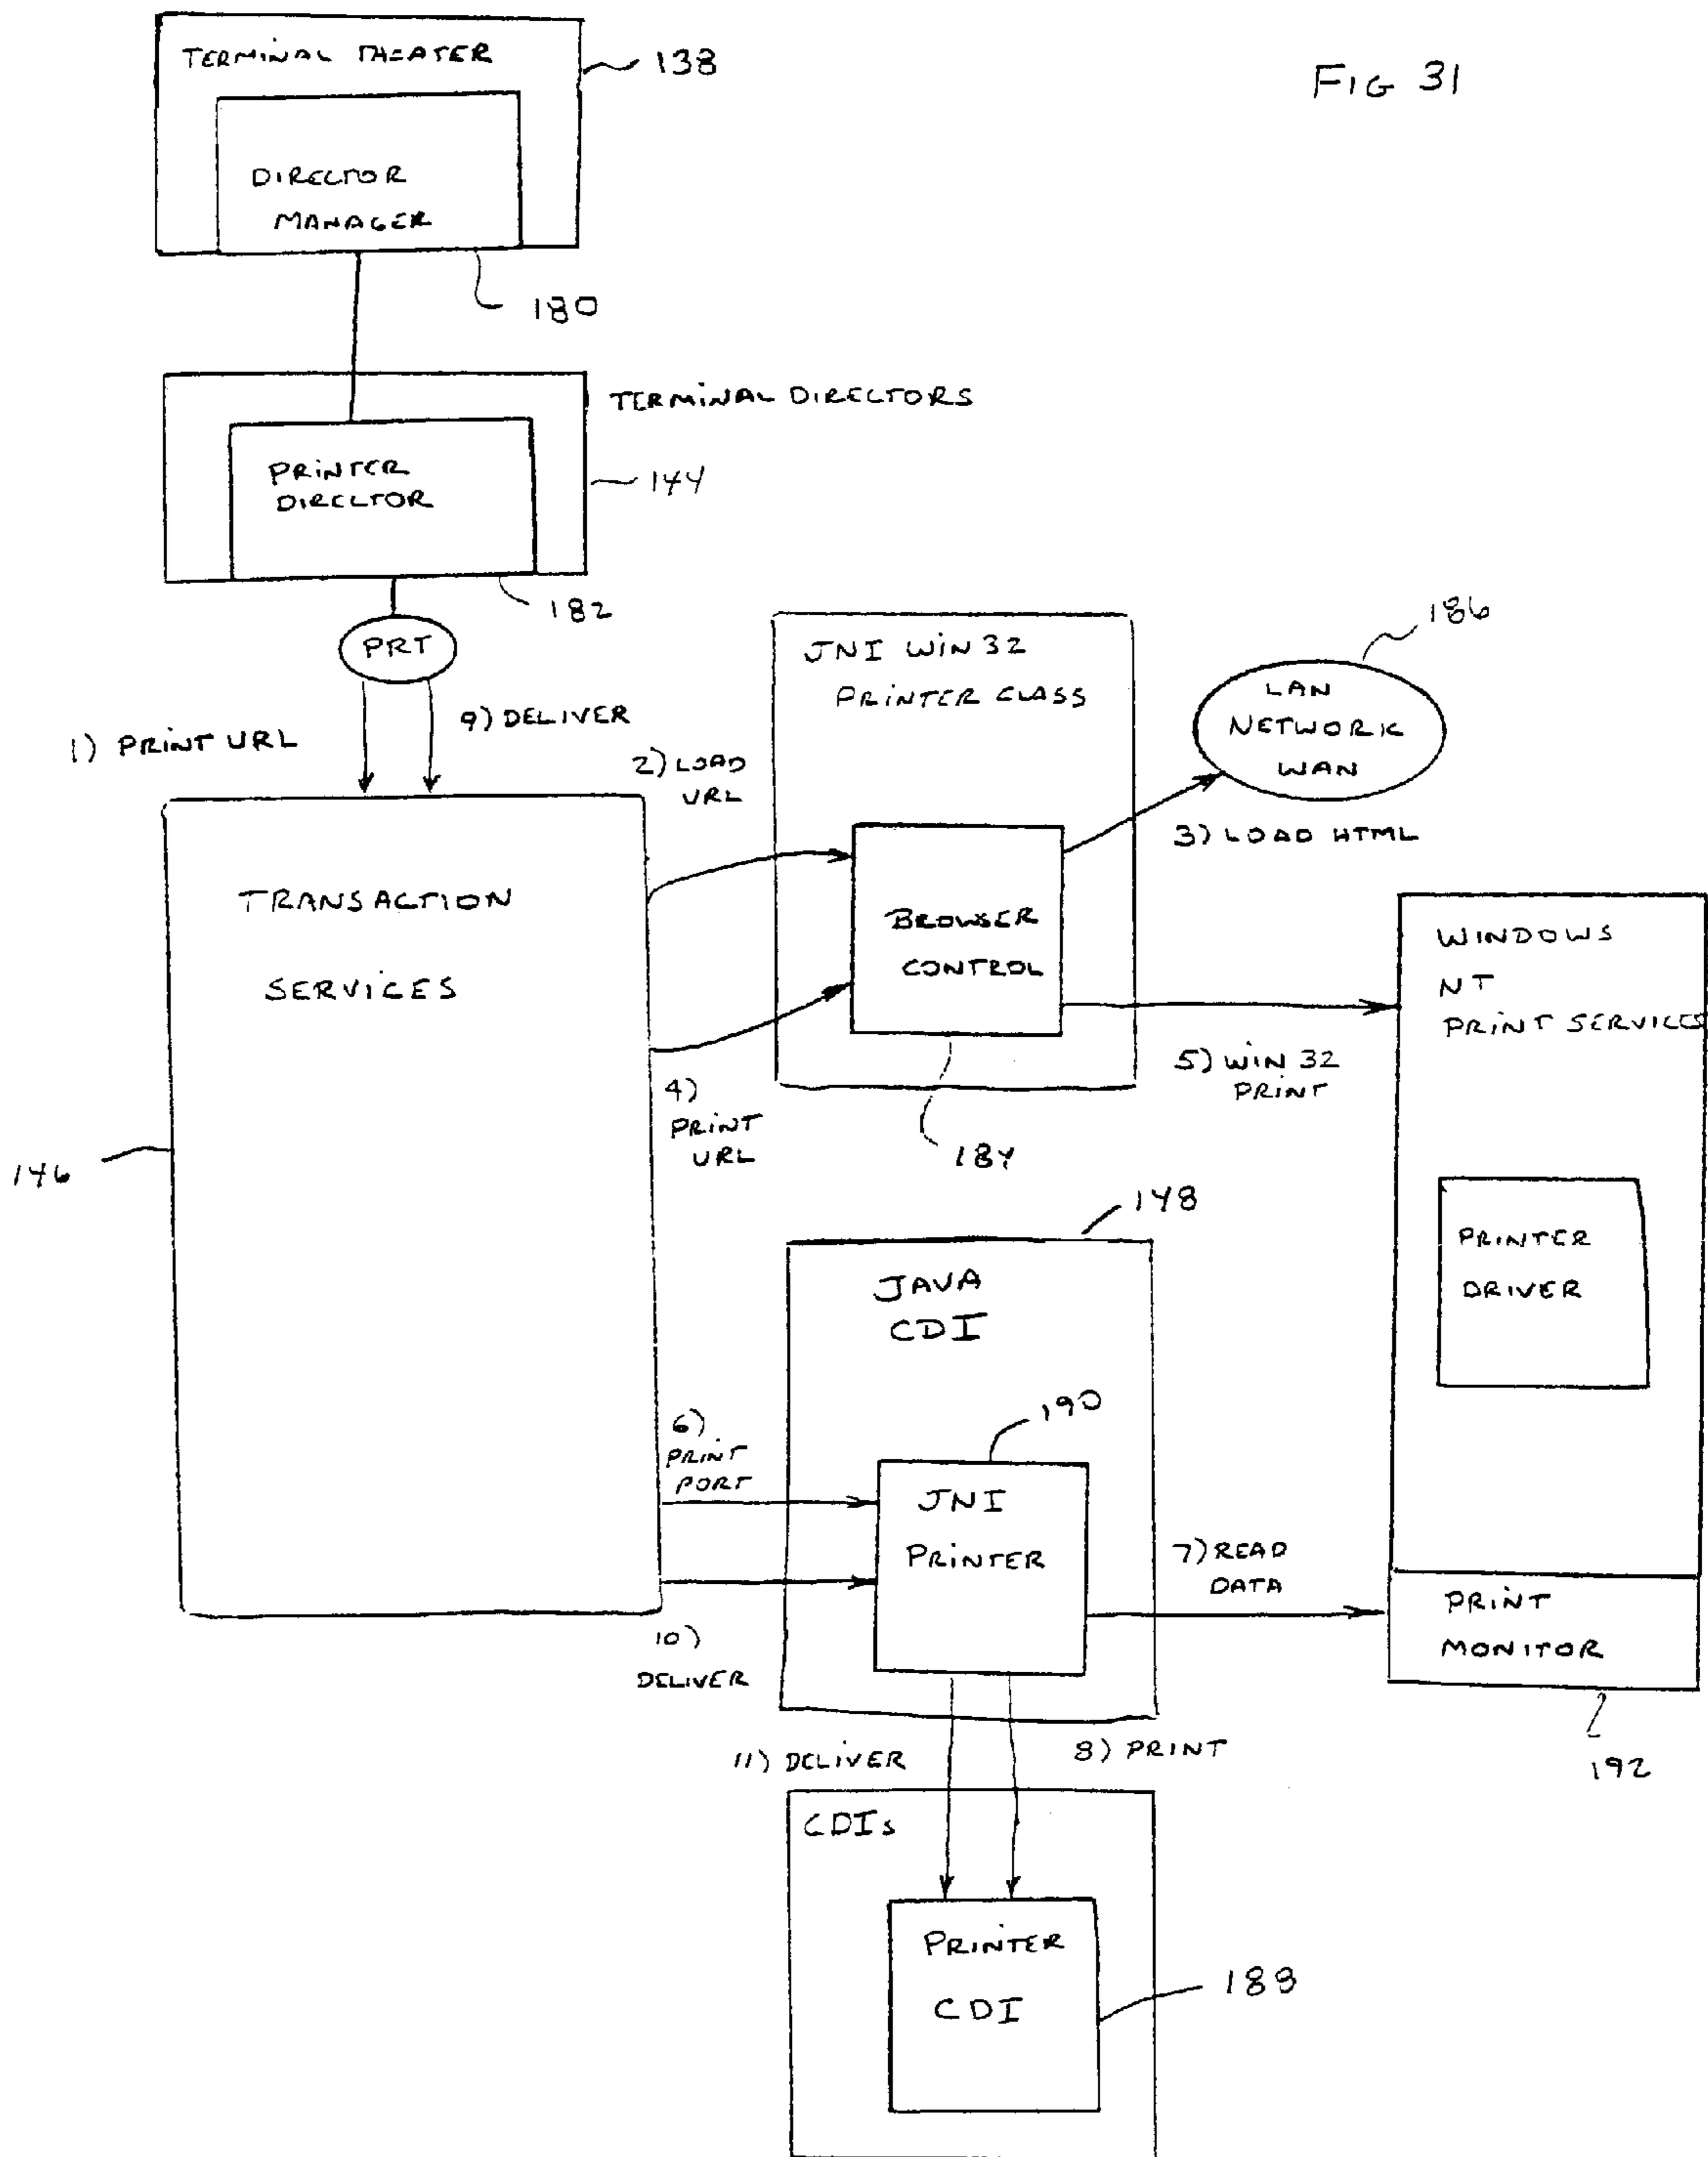 FIG 31
TERMINAL THEATER
138
DIRECTOR
MANAGER
180
TERMINAL DIRECTORS
PRINTER
DIRECTOR
144
182
PRT
1) PRINT URL
9) DELIVER
2) LOAD
URL
JNI WIN 32
PRINTER CLASS
186
LAN
NETWORK
WAN
3) LOAD HTML
TRANSACTION
SERVICES
BROWSER
CONTROL
WINDOWS
NT
PRINT SERVICES
4)
PRINT
URL
5) WIN 32
PRINT
184
146
148
JAVA
CDI
PRINTER
DRIVER
190
6)
PRINT
PORT
JNI
PRINTER
7) READ
DATA
PRINT
MONITOR
10)
DELIVER
192
11) DELIVER
8) PRINT
CDIs
PRINTER
CDI
188